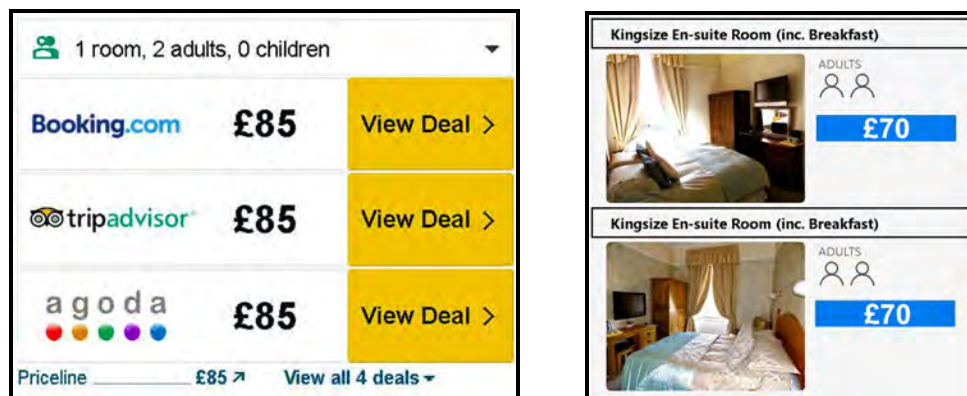 1 room, 2 adults, 0 children
Booking.com £85 View Deal >
tripadvisor £85 View Deal >
agoda £85 View Deal >
Priceline £85 View all 4 deals
Kingsize En-suite Room (inc. Breakfast)
ADULTS
£70
Kingsize En-suite Room (inc. Breakfast)
ADULTS
£70